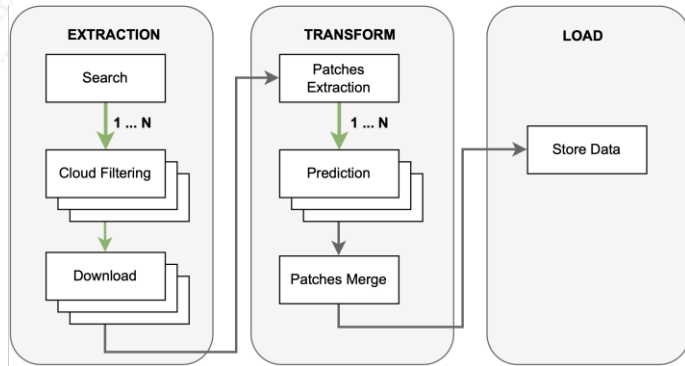 EXTRACTION
Search
1 ... N
Cloud Filtering
Download
TRANSFORM
Patches
Extraction
1 ... N
Prediction
Patches Merge
LOAD
Store Data